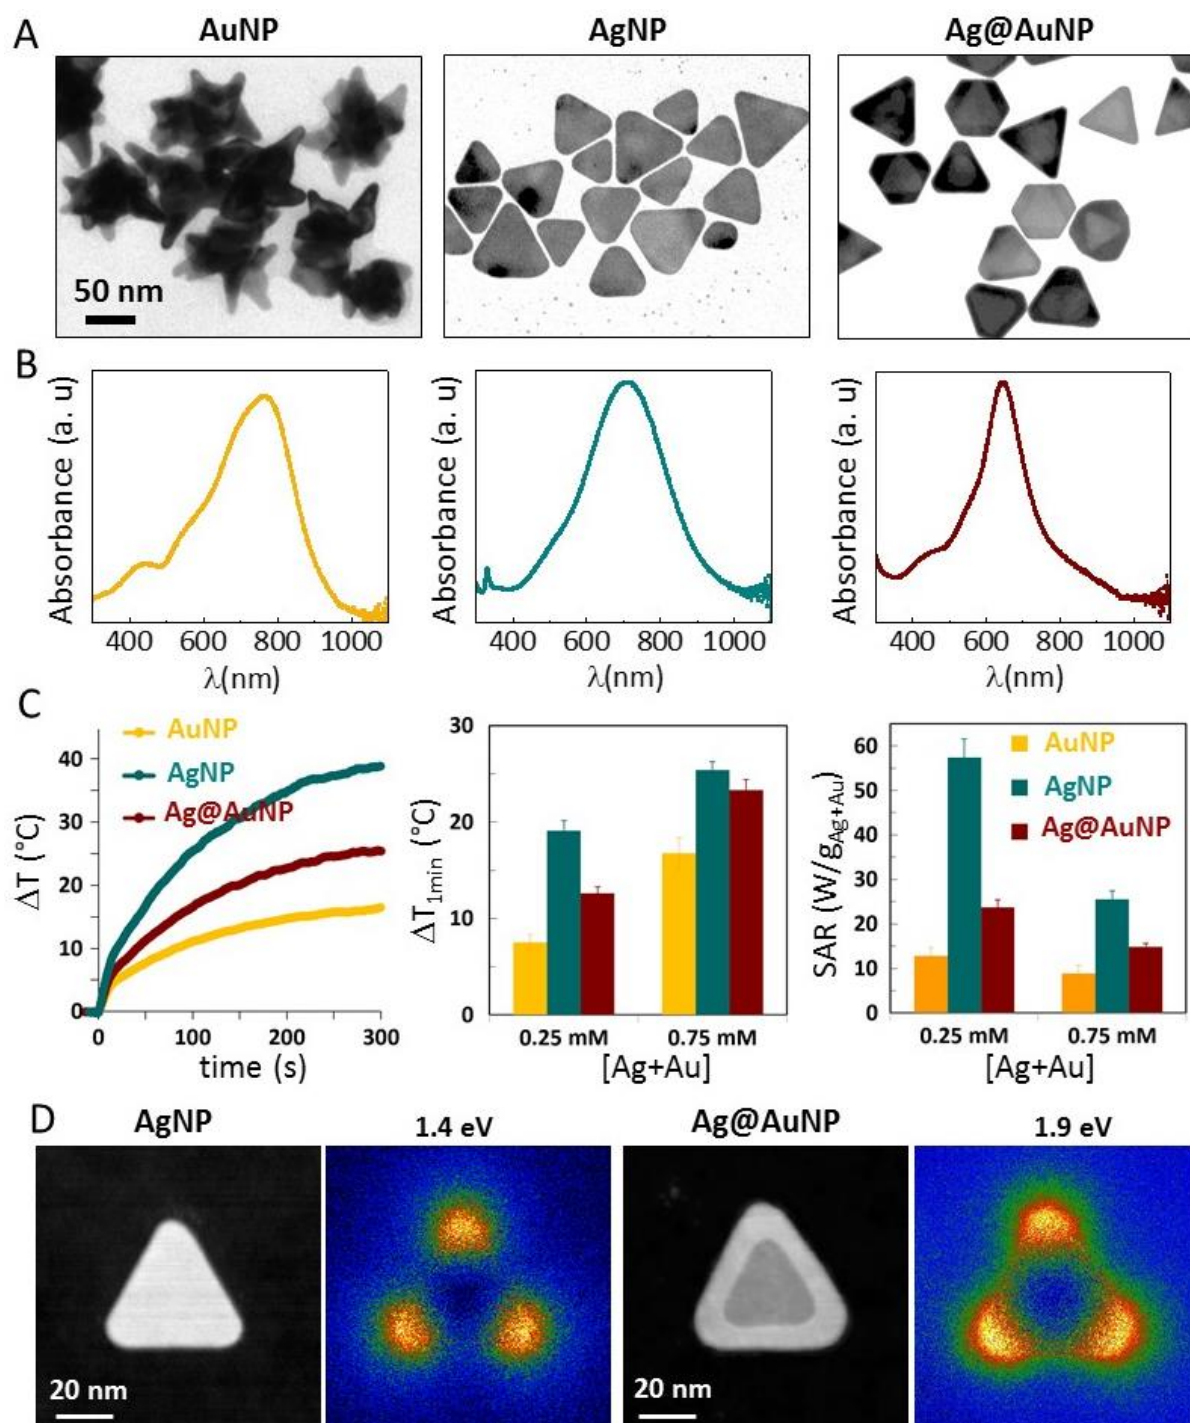 A
AuNP
AgNP
Ag@AuNP
50 nm
B
Absorbance (a. u)
400 600 800 1000
λ(nm)
Absorbance (a. u)
400 600 800 1000
λ(nm)
Absorbance (a. u)
400 600 800 1000
λ(nm)
C
AuNP
AgNP
Ag@AuNP
ΔT (°C)
40
30
20
10
0
0 100 200 300
time (s)
ΔT1min (°C)
30
20
10
0
0.25 mM 0.75 mM
[Ag+Au]
SAR (W/gAg+Au)
60
50
40
30
20
10
0
AuNP
AgNP
Ag@AuNP
0.25 mM 0.75 mM
[Ag+Au]
D
AgNP
1.4 eV
Ag@AuNP
1.9 eV
20 nm
20 nm